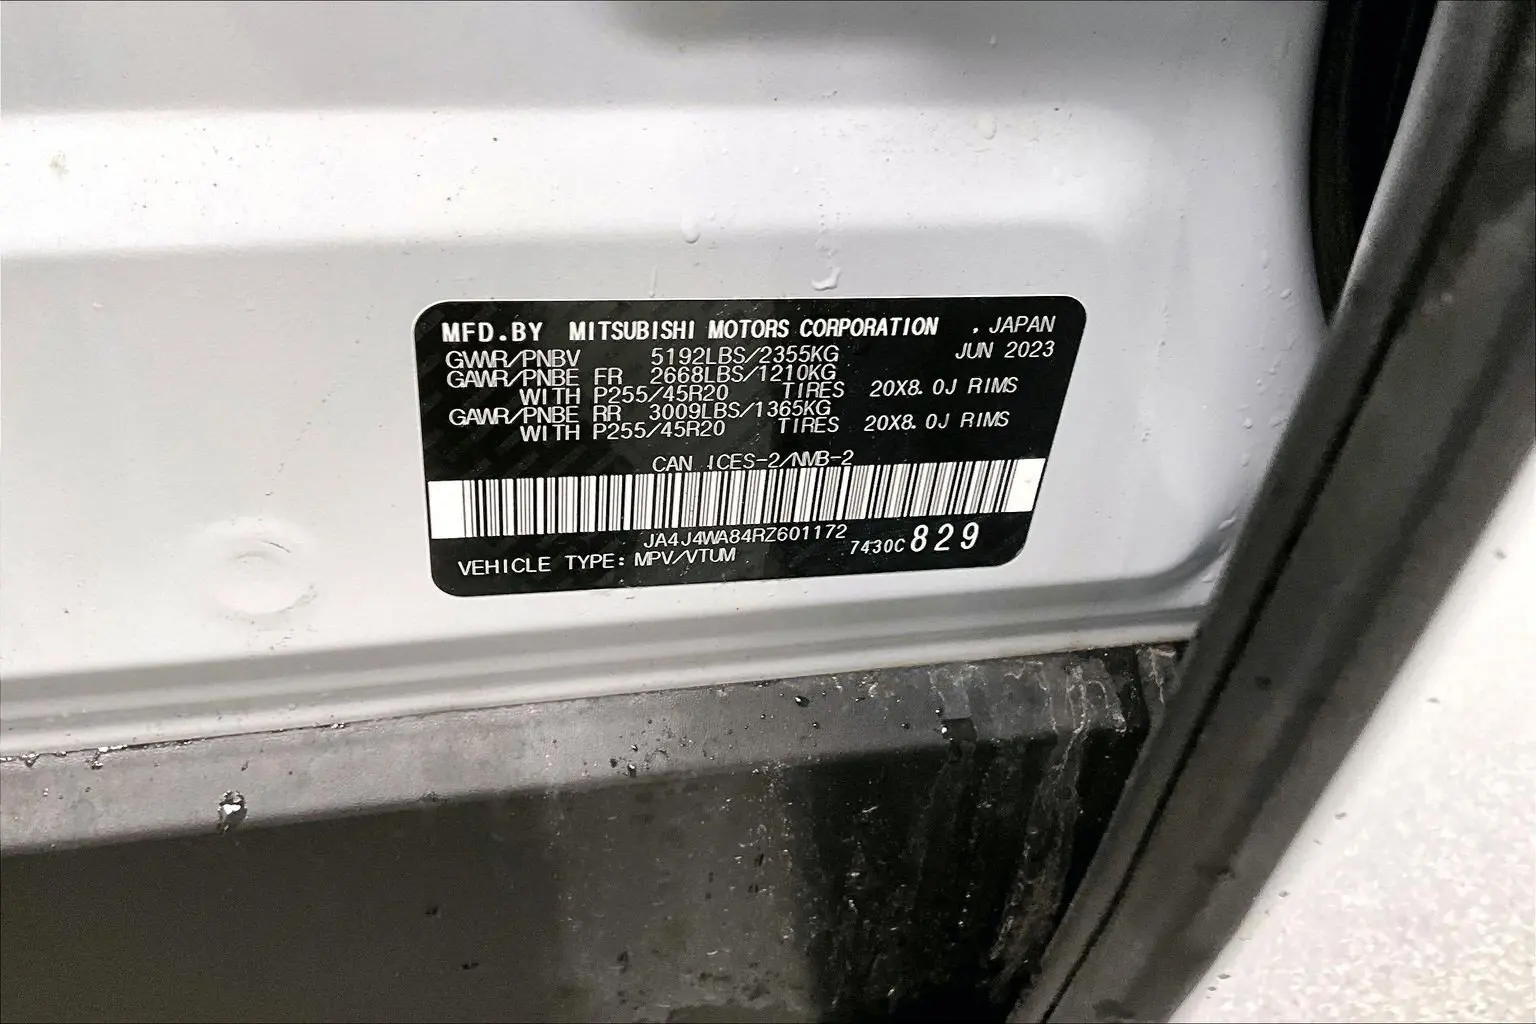 MFD.BY MITSUBISHI MOTORS CORPORATION , JAPAN
GVWR/PNBV 5192LBS/2355KG JUN 2023
GAWR/PNBE FR 2668LBS/1210KG
WITH P255/45R20 TIRES 20X8.0J RIMS
GAWR/PNBE RR 3009LBS/1365KG
WITH P255/45R20 TIRES 20X8.0J RIMS
CAN ICES-2/NMB-2
JA4J4WA84RZ601172
VEHICLE TYPE: MPV/VTUM 7430C 829